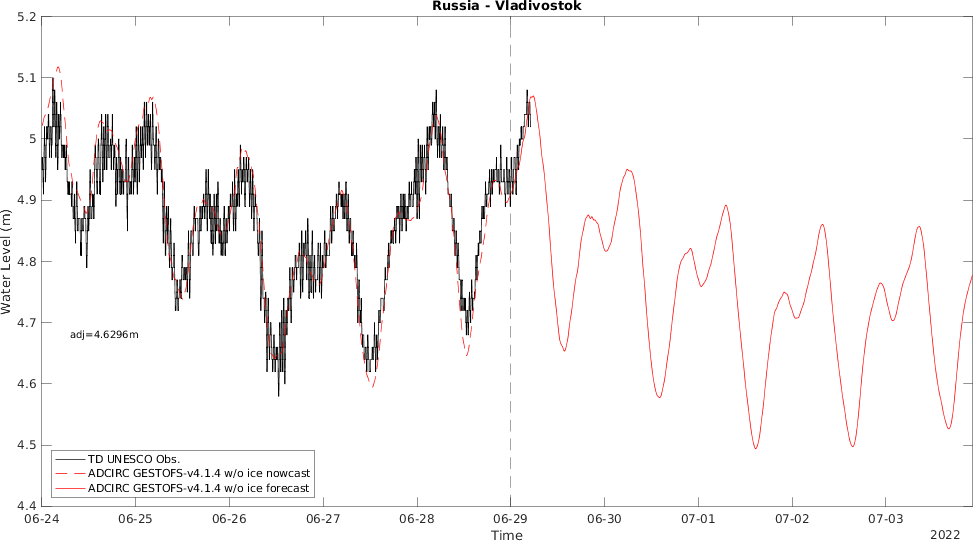 Russia - Vladivostok
5.2
5.1
5
4.9
4.8
4.7
4.6
4.5
4.4
Water Level (m)
adj=4.6296m
TD UNESCO Obs.
ADCIRC GESTOFS-v4.1.4 w/o ice nowcast
ADCIRC GESTOFS-v4.1.4 w/o ice forecast
06-24 06-25 06-26 06-27 06-28 06-29 06-30 07-01 07-02 07-03
Time
2022